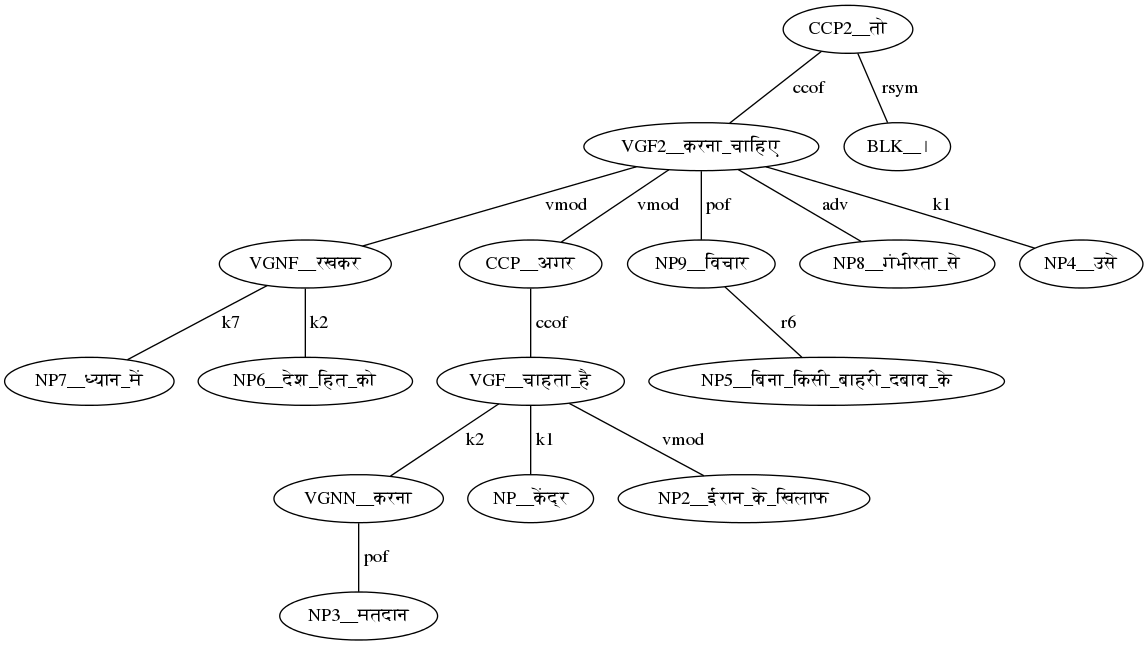 CCP2__तो
ccof
rsym
VGF2__करना_चाहिए
BLK__।
vmod
vmod
pof
adv
k1
VGNF__रखकर
CCP__अगर
NP9__विचार
NP8__गंभीरता_से
NP4__उसे
k7
k2
ccof
r6
NP7__ध्यान_में
NP6__देश_हित_को
VGF__चाहता_है
NP5__बिना_किसी_बाहरी_दबाव_के
k2
k1
vmod
VGNN__करना
NP__केंद्र
NP2__ईरान_के_खिलाफ
pof
NP3__मतदान